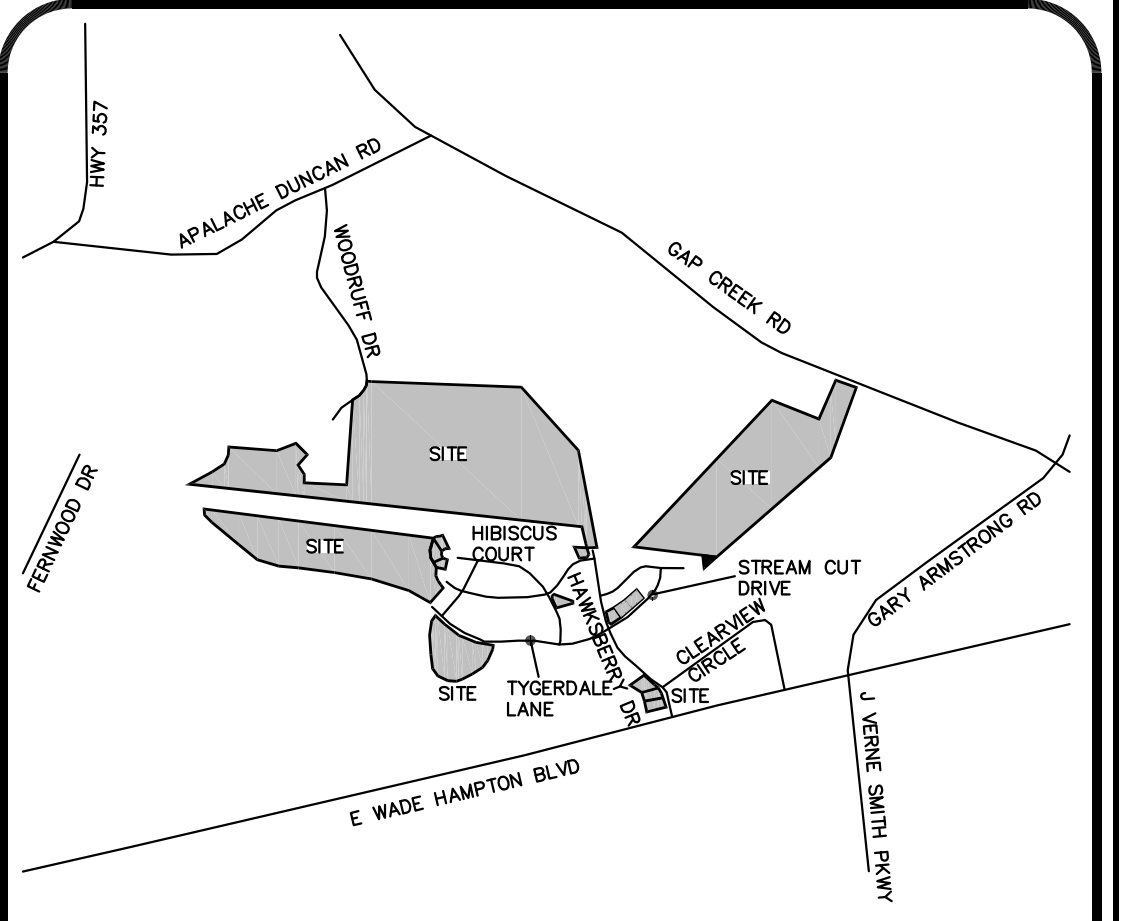 HWY 357
APALACHE DUNCAN RD
WOODRUFF DR
GAP CREEK RD
SITE
SITE
FERNWOOD DR
SITE
HIBISCUS
COURT
GARY ARMSTRONG RD
STREAM CUT
DRIVE
HAWKSBERRY DR
CLEARVIEW
CIRCLE
SITE
TYGERDALE
LANE
SITE
J VERNE SMITH PKWY
E WADE HAMPTON BLVD